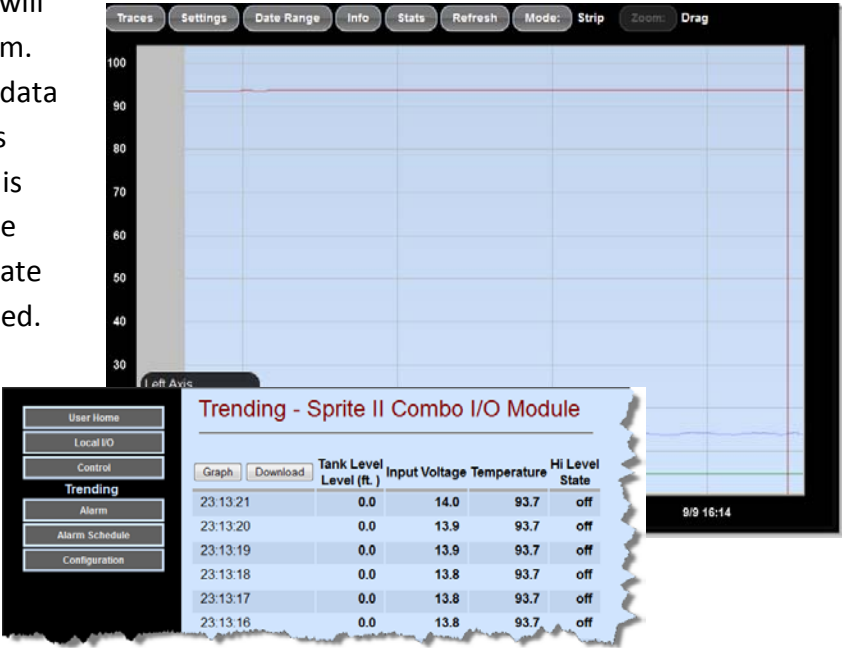 will
m.
data
s
is
e
ate
ed.
Traces Settings Date Range Info Stats Refresh Mode: Strip Zoom: Drag
100
90
80
70
60
50
40
30
Left Axis
9/9 16:14
User Home
Local I/O
Control
Trending
Alarm
Alarm Schedule
Configuration
Trending - Sprite II Combo I/O Module
Graph Download Tank Level Level (ft. ) Input Voltage Temperature Hi Level State
23:13:21 0.0 14.0 93.7 off
23:13:20 0.0 13.9 93.7 off
23:13:19 0.0 13.9 93.7 off
23:13:18 0.0 13.8 93.7 off
23:13:17 0.0 13.8 93.7 off
23:13:16 0.0 13.8 93.7 off